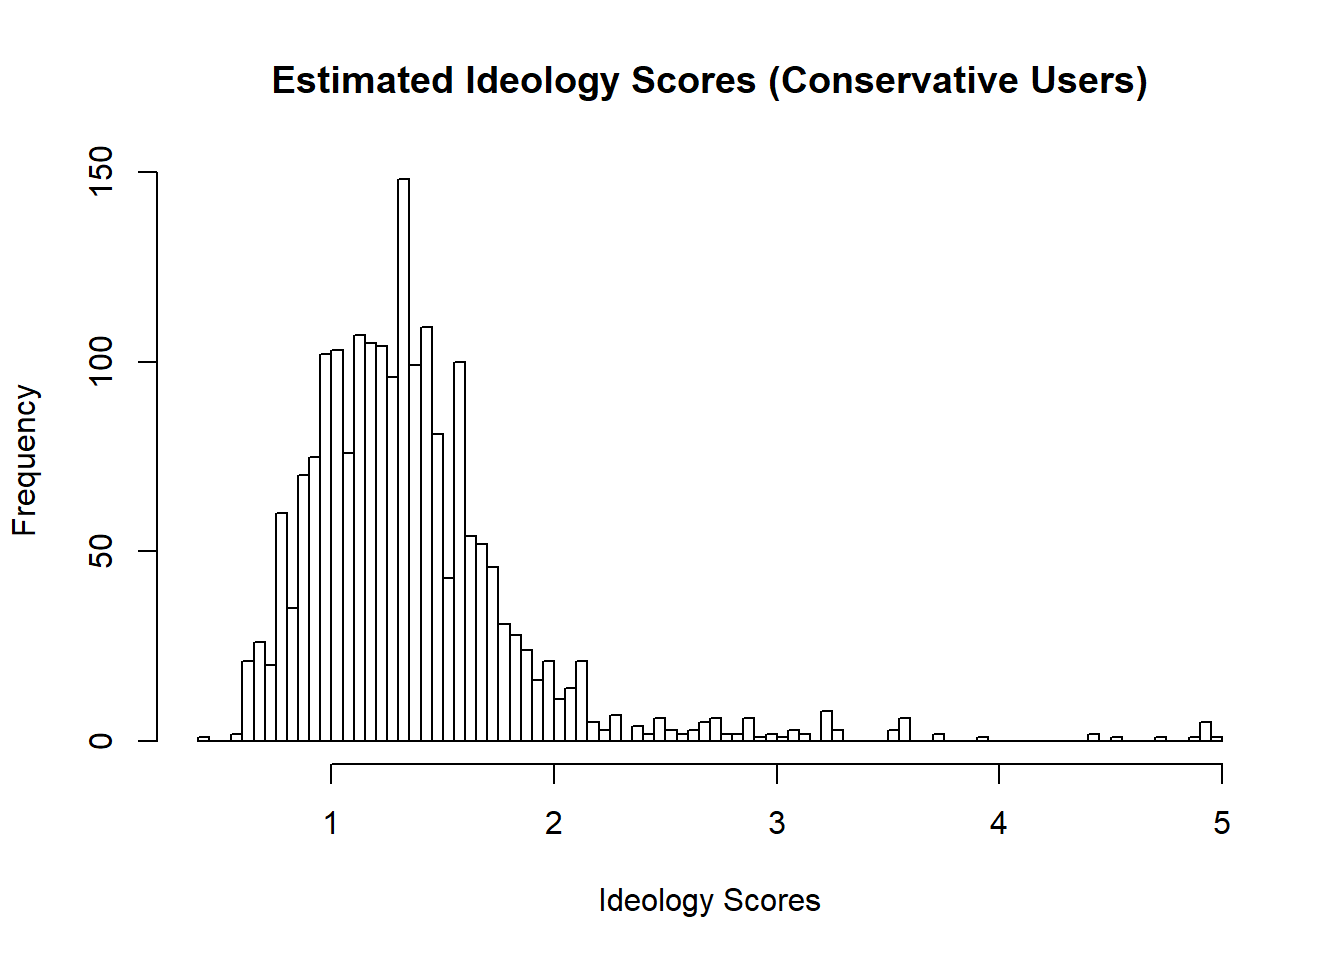 Estimated Ideology Scores (Conservative Users)
150
100
50
0
Frequency
1 2 3 4 5
Ideology Scores